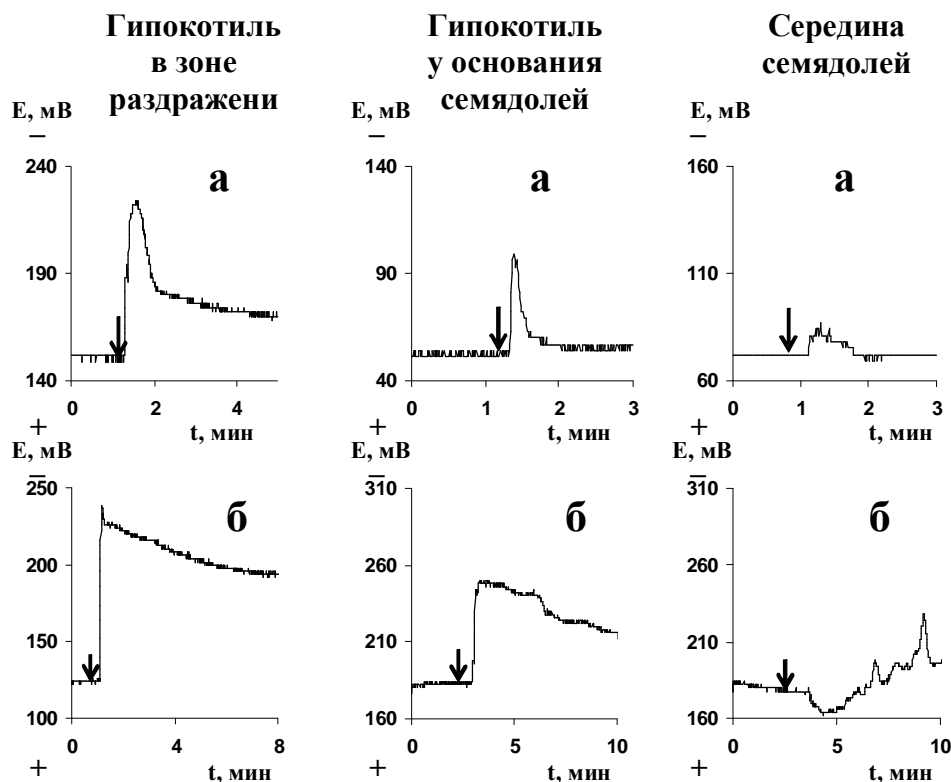 Гипокотиль
в зоне
раздражени
Гипокотиль
у основания
семядолей
Середина
семядолей
E, мВ
−
240
190
140
+
а
0 2 4
t, мин
E, мВ
−
140
90
40
+
а
0 1 2 3
t, мин
E, мВ
−
160
110
60
+
а
0 1 2 3
t, мин
E, мВ
−
250
200
150
100
+
б
0 4 8
t, мин
E, мВ
−
310
260
210
160
+
б
0 5 10
t, мин
E, мВ
−
310
260
210
160
+
б
0 5 10
t, мин